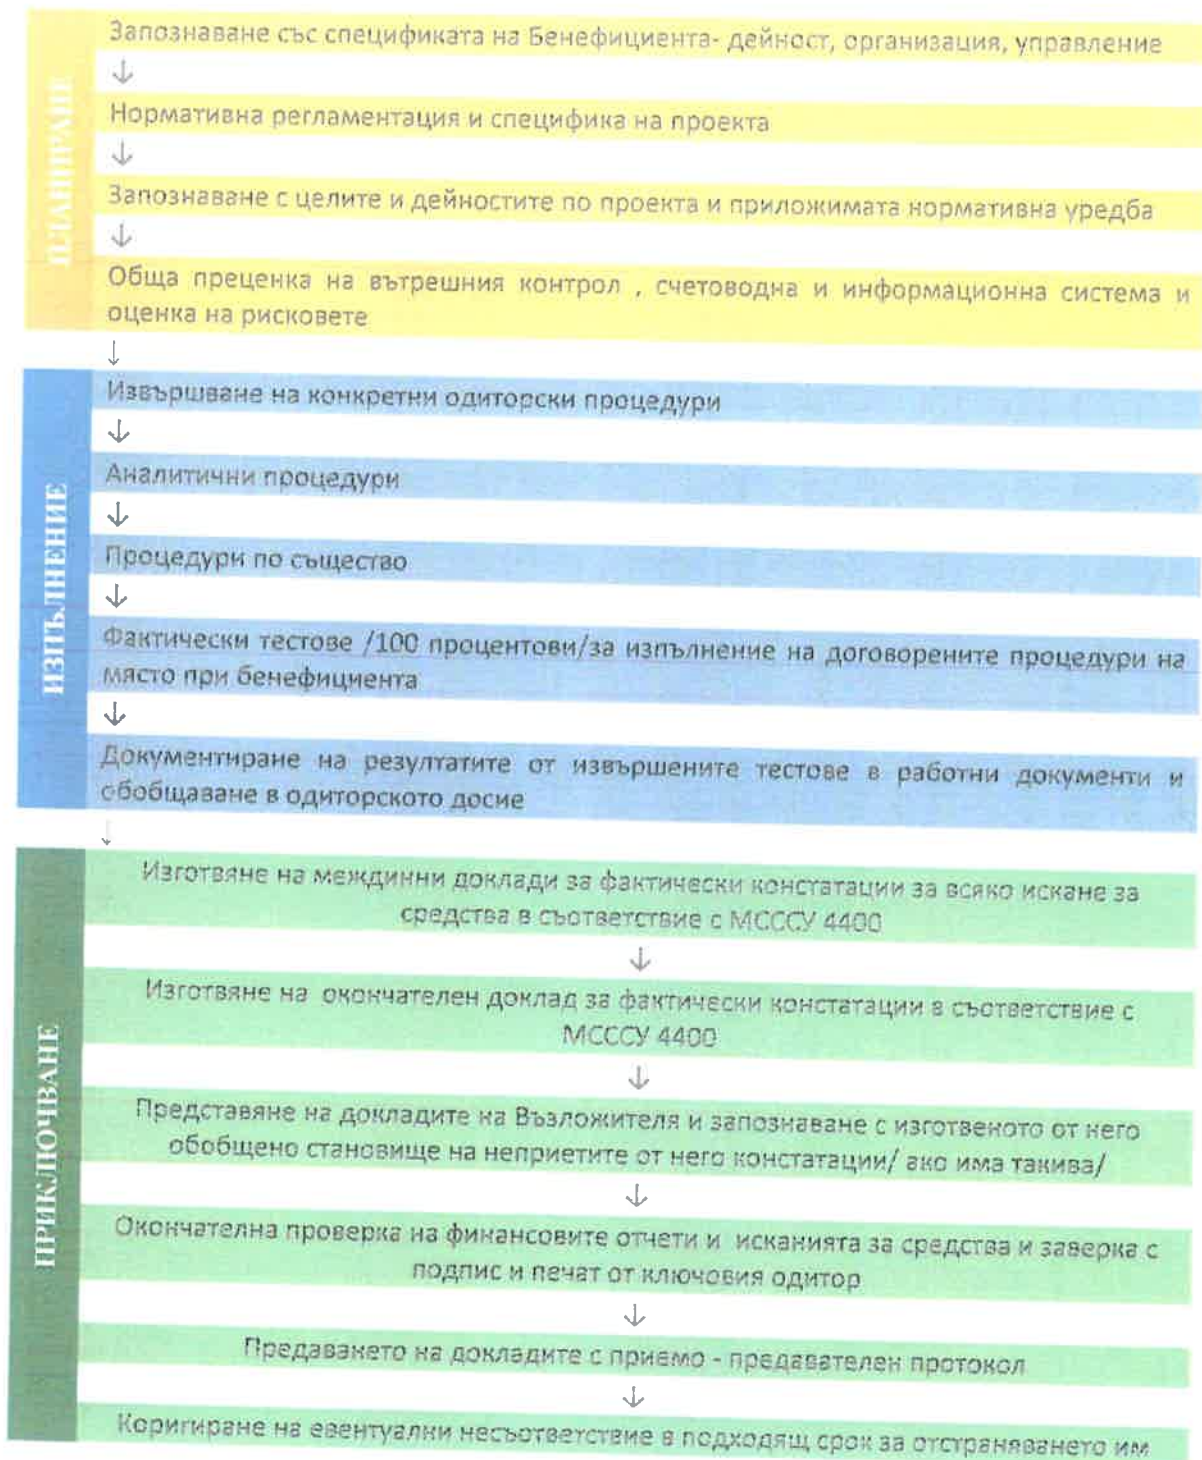 ПЛАНИРАНЕ
Запознаване със спецификата на Бенефициента- дейност, организация, управление
↓
Нормативна регламентация и специфика на проекта
↓
Запознаване с целите и дейностите по проекта и приложимата нормативна уредба
↓
Обща преценка на вътрешния контрол , счетоводна и информационна система и
оценка на рисковете
↓
ИЗПЪЛНЕНИЕ
Извършване на конкретни одиторски процедури
↓
Аналитични процедури
↓
Процедури по същество
↓
Фактически тестове /100 процентови/за изпълнение на договорените процедури на
място при бенефициента
↓
Документиране на резултатите от извършените тестове в работни документи и
обобщаване в одиторското досие
↓
ПРИКЛЮЧВАНЕ
Изготвяне на междинни доклади за фактически констатации за всяко искане за
средства в съответствие с МСССУ 4400
↓
Изготвяне на окончателен доклад за фактически констатации в съответствие с
МСССУ 4400
↓
Представяне на докладите на Възложителя и запознаване с изготвеното от него
обобщено становище на неприетите от него констатации/ ако има такива/
↓
Окончателна проверка на финансовите отчети и исканията за средства и заверка с
подпис и печат от ключовия одитор
↓
Предаването на докладите с приемо - предавателен протокол
↓
Коригиране на евентуални несъответствие в подходящ срок за отстраняването им